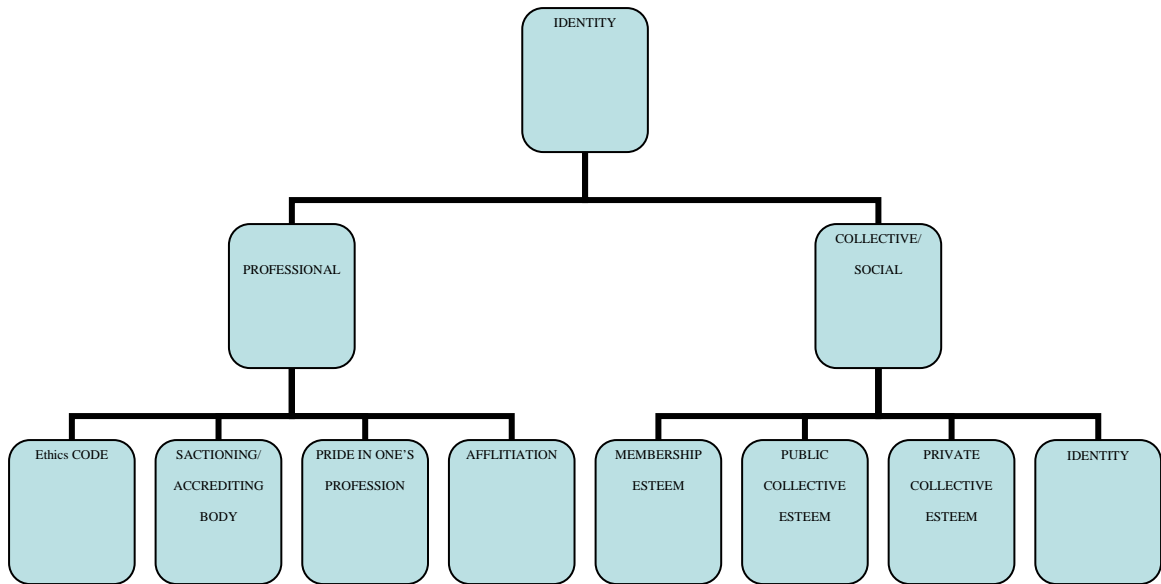 IDENTITY
PROFESSIONAL
COLLECTIVE/
SOCIAL
Ethics CODE
SACTIONING/
ACCREDITING
BODY
PRIDE IN ONE’S
PROFESSION
AFFLITIATION
MEMBERSHIP
ESTEEM
PUBLIC
COLLECTIVE
ESTEEM
PRIVATE
COLLECTIVE
ESTEEM
IDENTITY